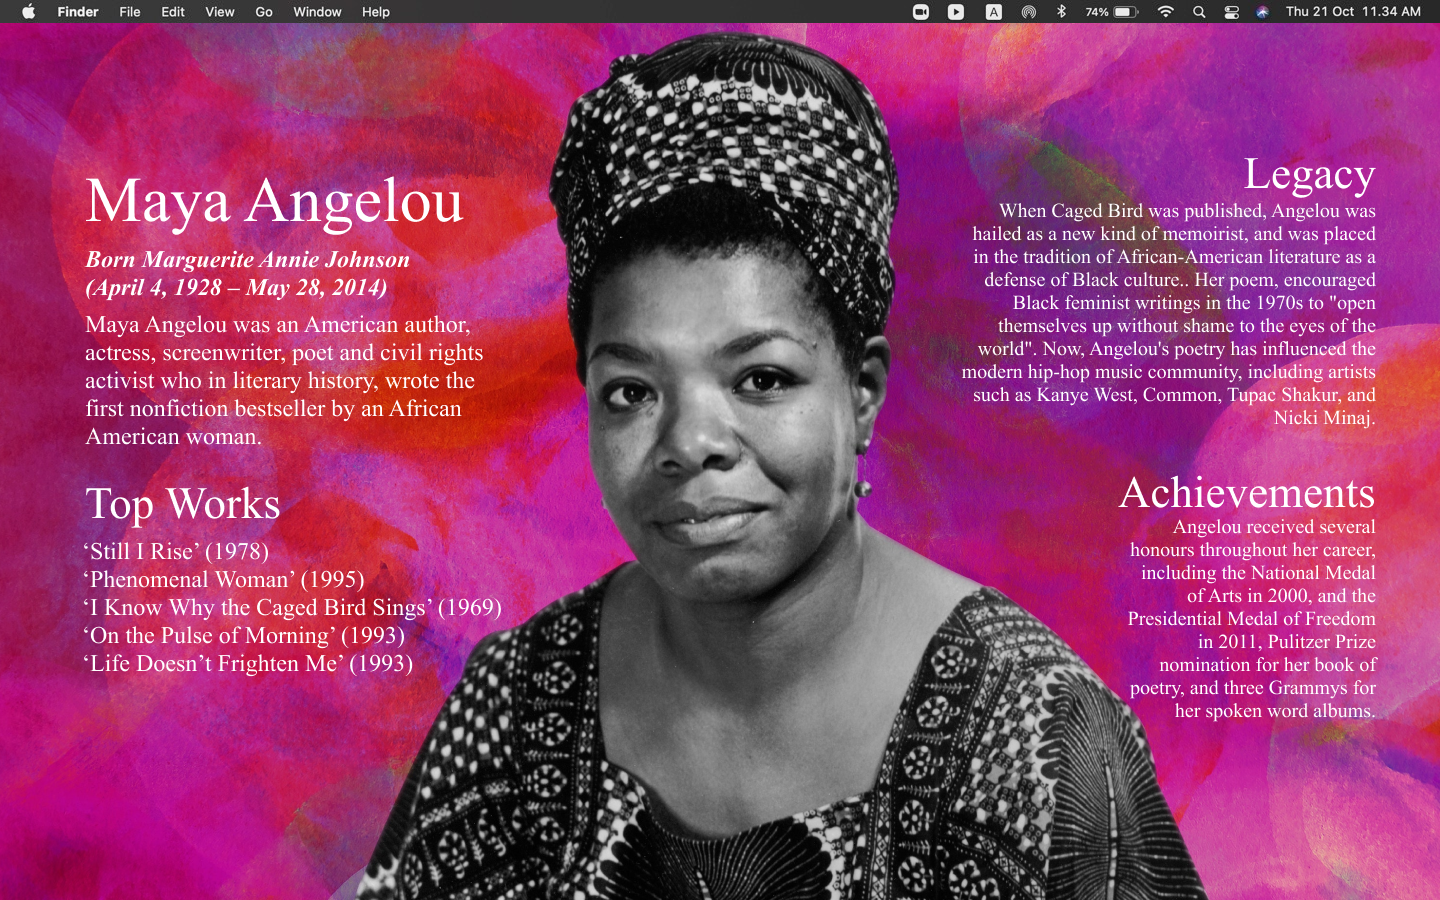 Finder File Edit View Go Window Help
A 74% Thu 21 Oct 11.34 AM
Maya Angelou
Born Marguerite Annie Johnson
(April 4, 1928 – May 28, 2014)
Maya Angelou was an American author,
actress, screenwriter, poet and civil rights
activist who in literary history, wrote the
first nonfiction bestseller by an African
American woman.
Top Works
‘Still I Rise’ (1978)
‘Phenomenal Woman’ (1995)
‘I Know Why the Caged Bird Sings’ (1969)
‘On the Pulse of Morning’ (1993)
‘Life Doesn’t Frighten Me’ (1993)
Legacy
When Caged Bird was published, Angelou was
hailed as a new kind of memoirist, and was placed
in the tradition of African-American literature as a
defense of Black culture.. Her poem, encouraged
Black feminist writings in the 1970s to "open
themselves up without shame to the eyes of the
world". Now, Angelou's poetry has influenced the
modern hip-hop music community, including artists
such as Kanye West, Common, Tupac Shakur, and
Nicki Minaj.
Achievements
Angelou received several
honours throughout her career,
including the National Medal
of Arts in 2000, and the
Presidential Medal of Freedom
in 2011, Pulitzer Prize
nomination for her book of
poetry, and three Grammys for
her spoken word albums.